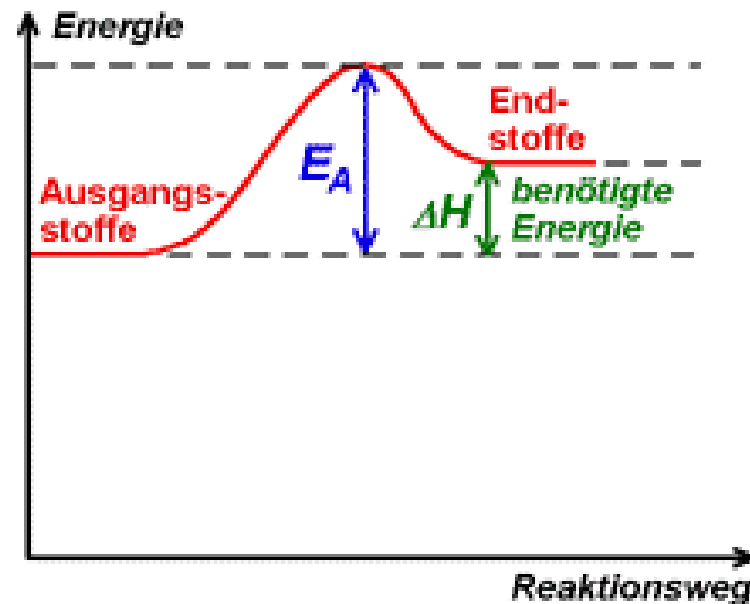 Energie
End-
stoffe
E_A
Ausgangs-
stoffe
ΔH
benötigte
Energie
Reaktionsweg